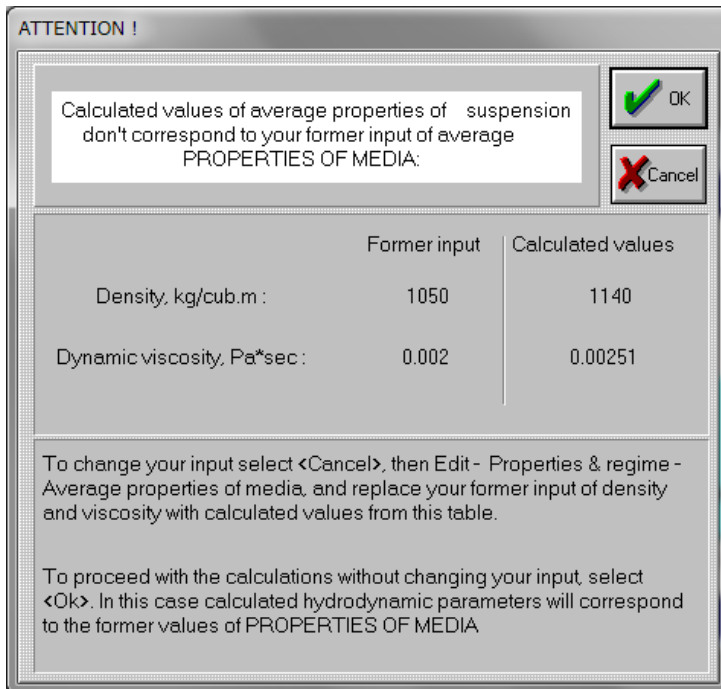 ATTENTION !
Calculated values of average properties of suspension
don't correspond to your former input of average
PROPERTIES OF MEDIA:
OK
Cancel
Former input Calculated values
Density, kg/cub.m : 1050 1140
Dynamic viscosity, Pa*sec : 0.002 0.00251
To change your input select <Cancel>, then Edit - Properties & regime -
Average properties of media, and replace your former input of density
and viscosity with calculated values from this table.
To proceed with the calculations without changing your input, select
<Ok>. In this case calculated hydrodynamic parameters will correspond
to the former values of PROPERTIES OF MEDIA